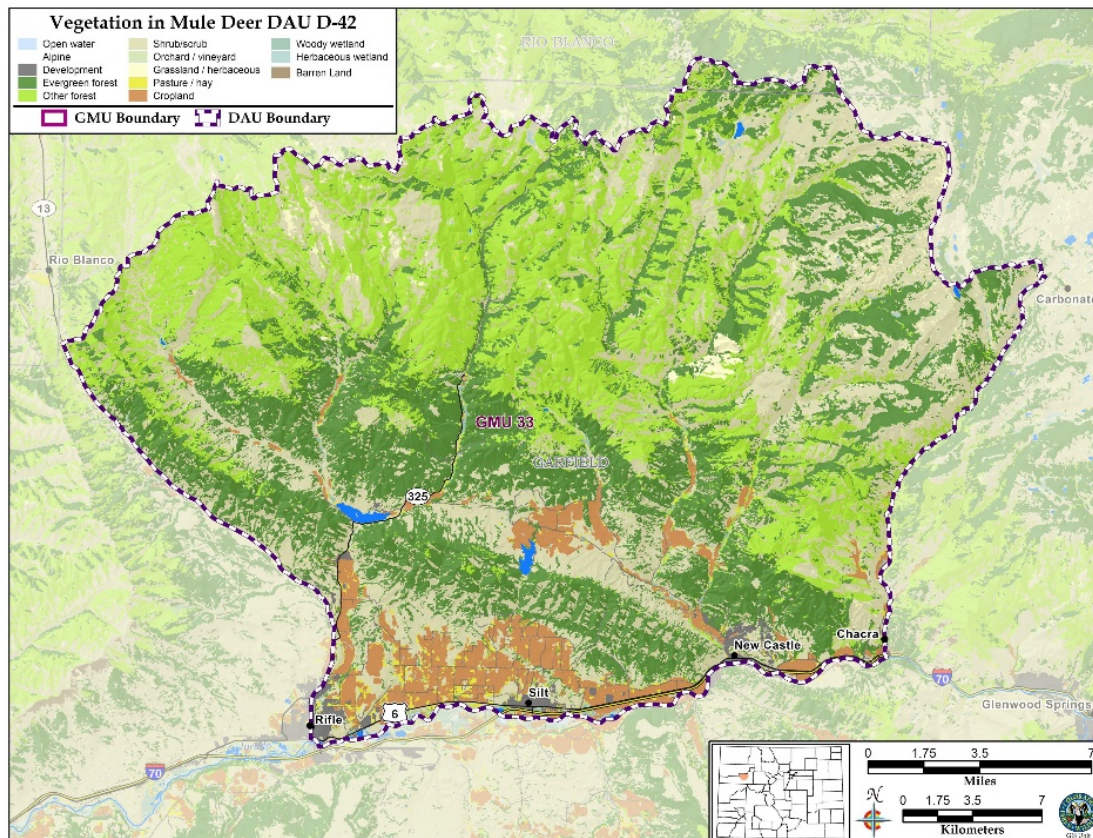 Vegetation in Mule Deer DAU D-42
Open water
Alpine
Development
Evergreen forest
Other forest
Shrub/scrub
Orchard / vineyard
Grassland / herbaceous
Pasture / hay
Cropland
Woody wetland
Herbaceous wetland
Barren Land
GMU Boundary DAU Boundary
RIO BLANCO
13
Rio Blanco
Carbonate
GMU 33
GARFIELD
325
Chacra
New Castle
70
Silt
Glenwood Springs
6
Rifle
70
0 1.75 3.5 7
Miles
N
0 1.75 3.5 7
Kilometers
GIS Unit